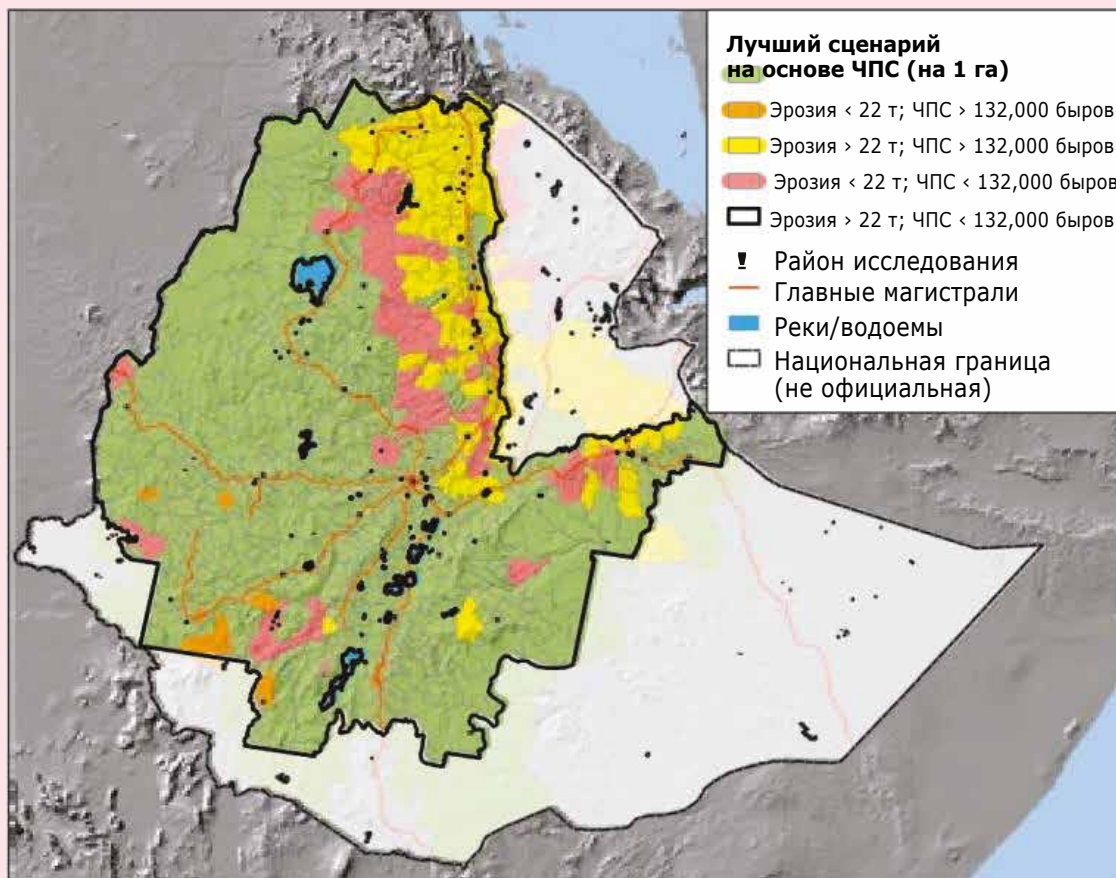 Лучший сценарий
на основе ЧПС (на 1 га)
Эрозия < 22 т; ЧПС > 132,000 быров
Эрозия > 22 т; ЧПС > 132,000 быров
Эрозия < 22 т; ЧПС < 132,000 быров
Эрозия > 22 т; ЧПС < 132,000 быров
Район исследования
Главные магистрали
Реки/водоемы
Национальная граница
(не официальная)